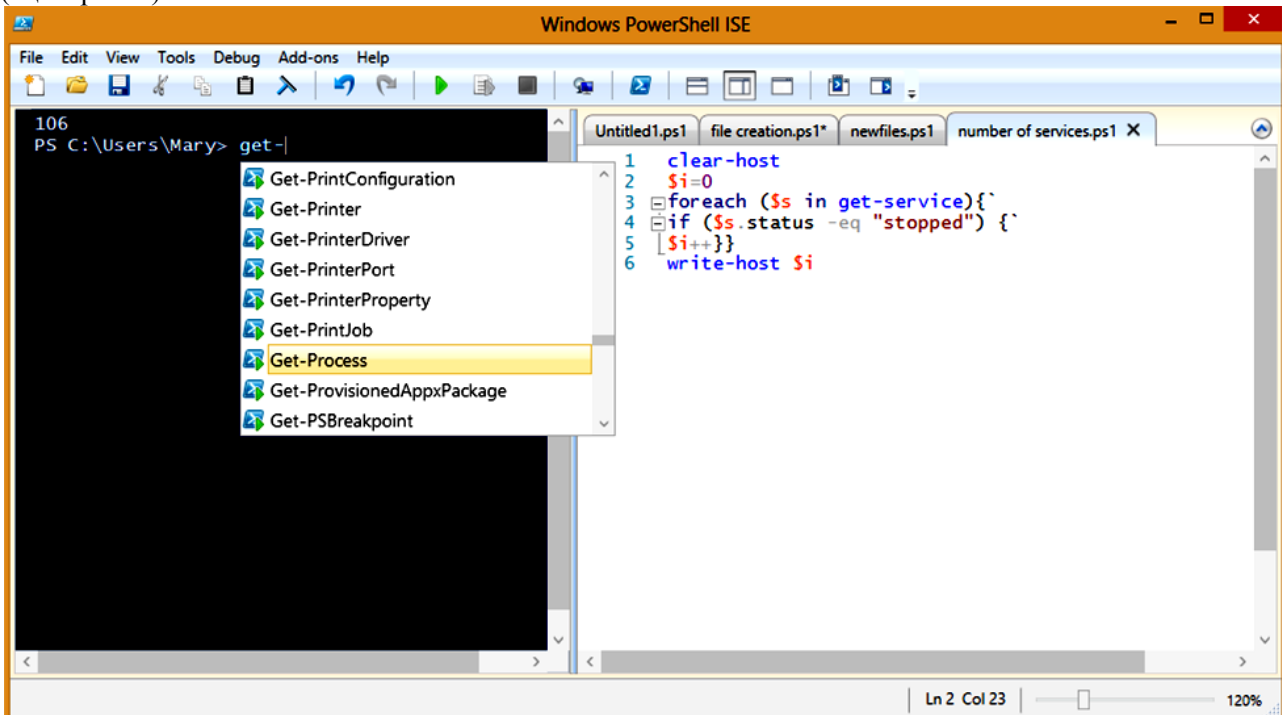 Windows PowerShell ISE
File Edit View Tools Debug Add-ons Help
106
PS C:\Users\Mary> get-
Get-PrintConfiguration
Get-Printer
Get-PrinterDriver
Get-PrinterPort
Get-PrinterProperty
Get-PrintJob
Get-Process
Get-ProvisionedAppxPackage
Get-PSBreakpoint
Untitled1.ps1 file creation.ps1* newfiles.ps1 number of services.ps1 X
1 clear-host
2 $i=0
3 foreach ($s in get-service){`
4 if ($s.status -eq "stopped") {`
5 $i++}}
6 write-host $i
Ln 2 Col 23 120%